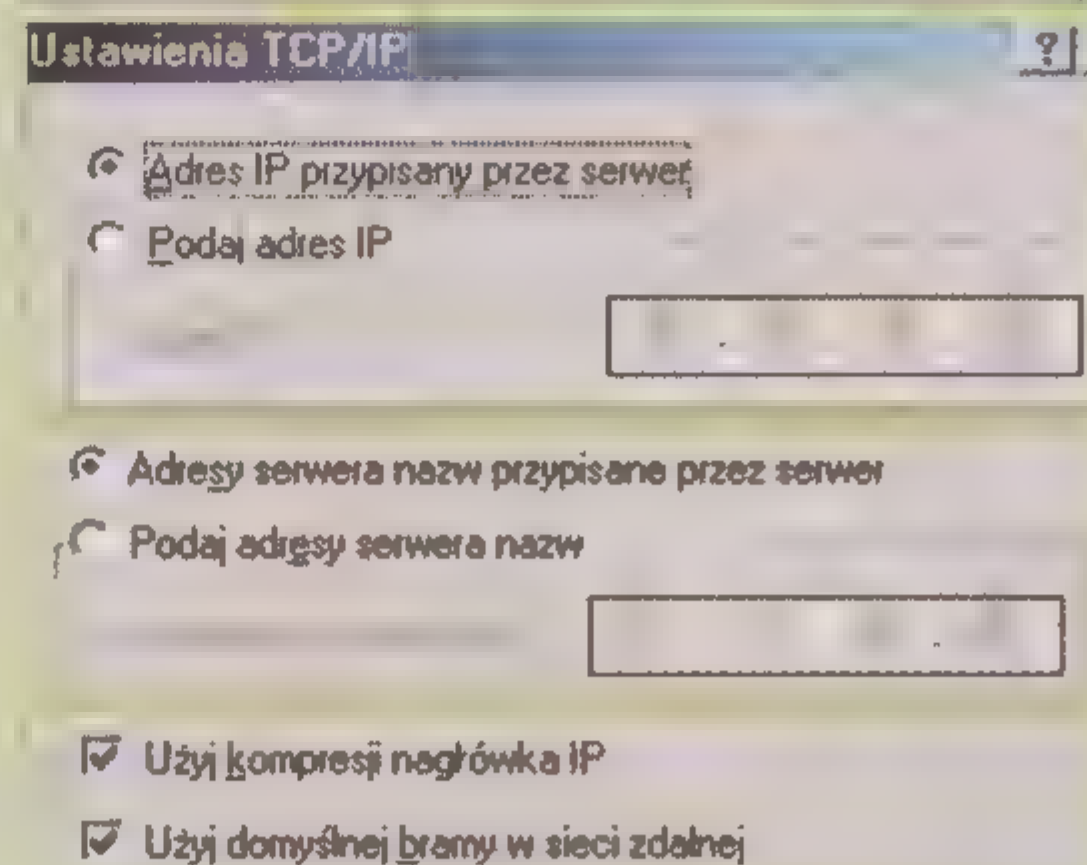 Ustawienia TCP/IP
?
Adres IP przypisany przez serwer
Podaj adres IP
Adresy serwera nazw przypisane przez serwer
Podaj adresy serwera nazw
Użyj kompresji nagłówka IP
Użyj domyślnej bramy w sieci zdalnej